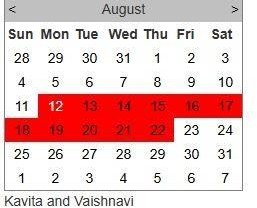 < August >
Sun Mon Tue Wed Thu Fri Sat
28 29 30 31 1 2 3
4 5 6 7 8 9 10
11 12 13 14 15 16 17
18 19 20 21 22 23 24
25 26 27 28 29 30 31
1 2 3 4 5 6 7
Kavita and Vaishnavi